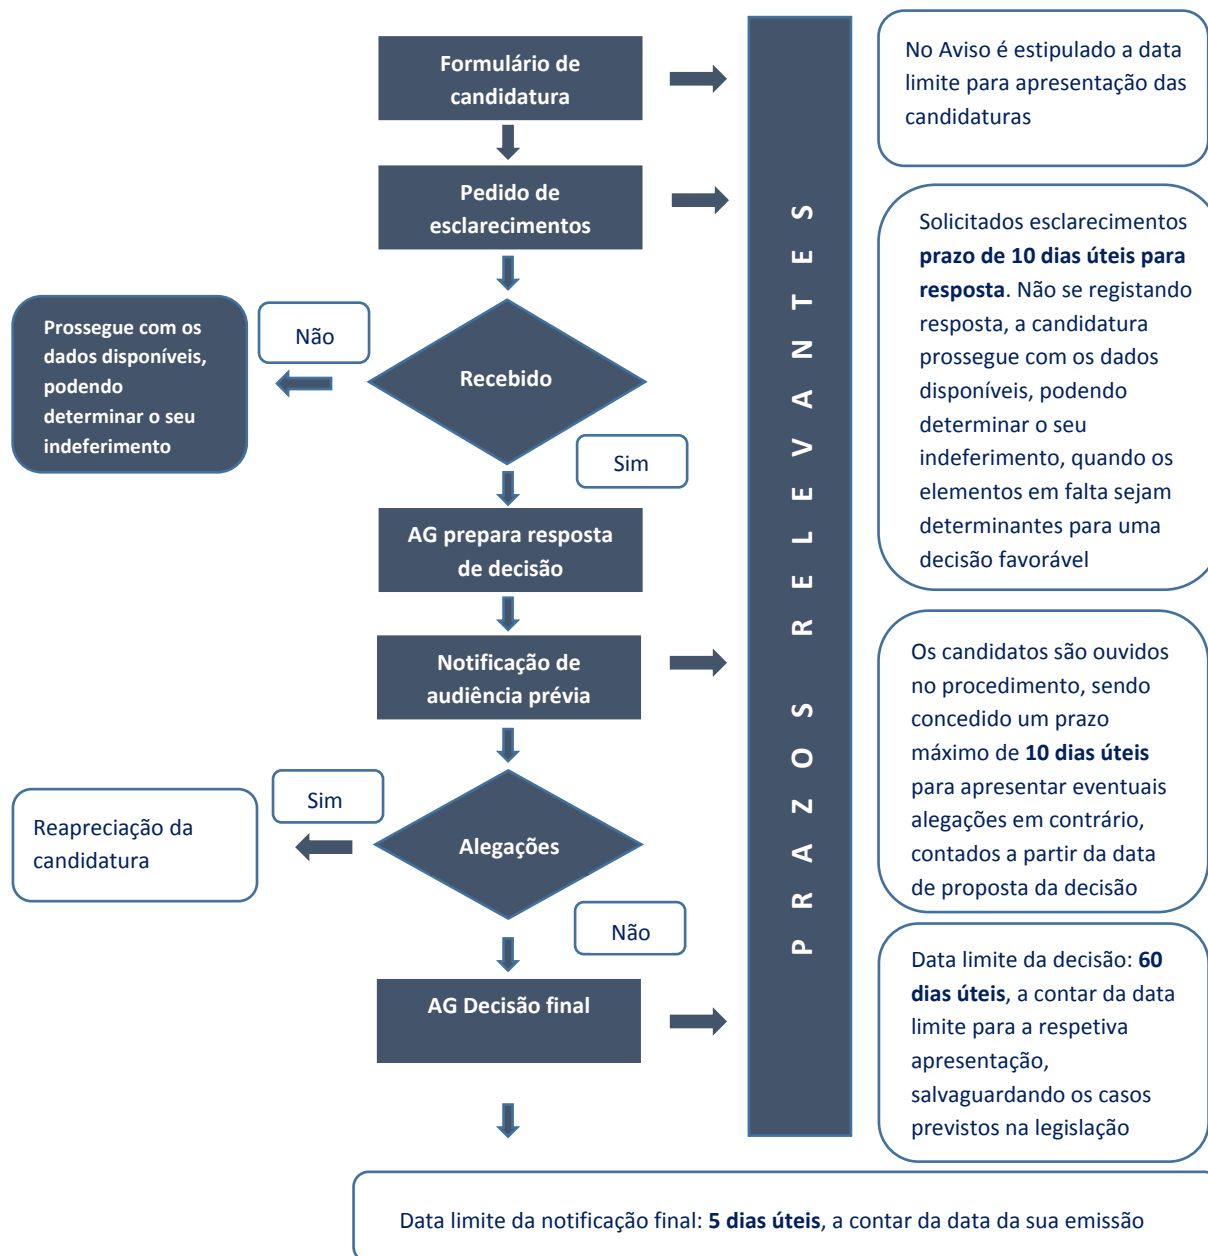 Formulário de
candidatura
No Aviso é estipulado a data
limite para apresentação das
candidaturas
Pedido de
esclarecimentos
Solicitados esclarecimentos
prazo de 10 dias úteis para
resposta. Não se registando
resposta, a candidatura
prossegue com os dados
disponíveis, podendo
determinar o seu
indeferimento, quando os
elementos em falta sejam
determinantes para uma
decisão favorável
PRAZOS RELEVANTES
Prossegue com os
dados disponíveis,
podendo
determinar o seu
indeferimento
Não
Recebido
Sim
AG prepara resposta
de decisão
Notificação de
audiência prévia
Os candidatos são ouvidos
no procedimento, sendo
concedido um prazo
máximo de 10 dias úteis
para apresentar eventuais
alegações em contrário,
contados a partir da data
de proposta da decisão
Reapreciação da
candidatura
Sim
Alegações
Não
AG Decisão final
Data limite da decisão: 60
dias úteis, a contar da data
limite para a respetiva
apresentação,
salvaguardando os casos
previstos na legislação
Data limite da notificação final: 5 dias úteis, a contar da data da sua emissão